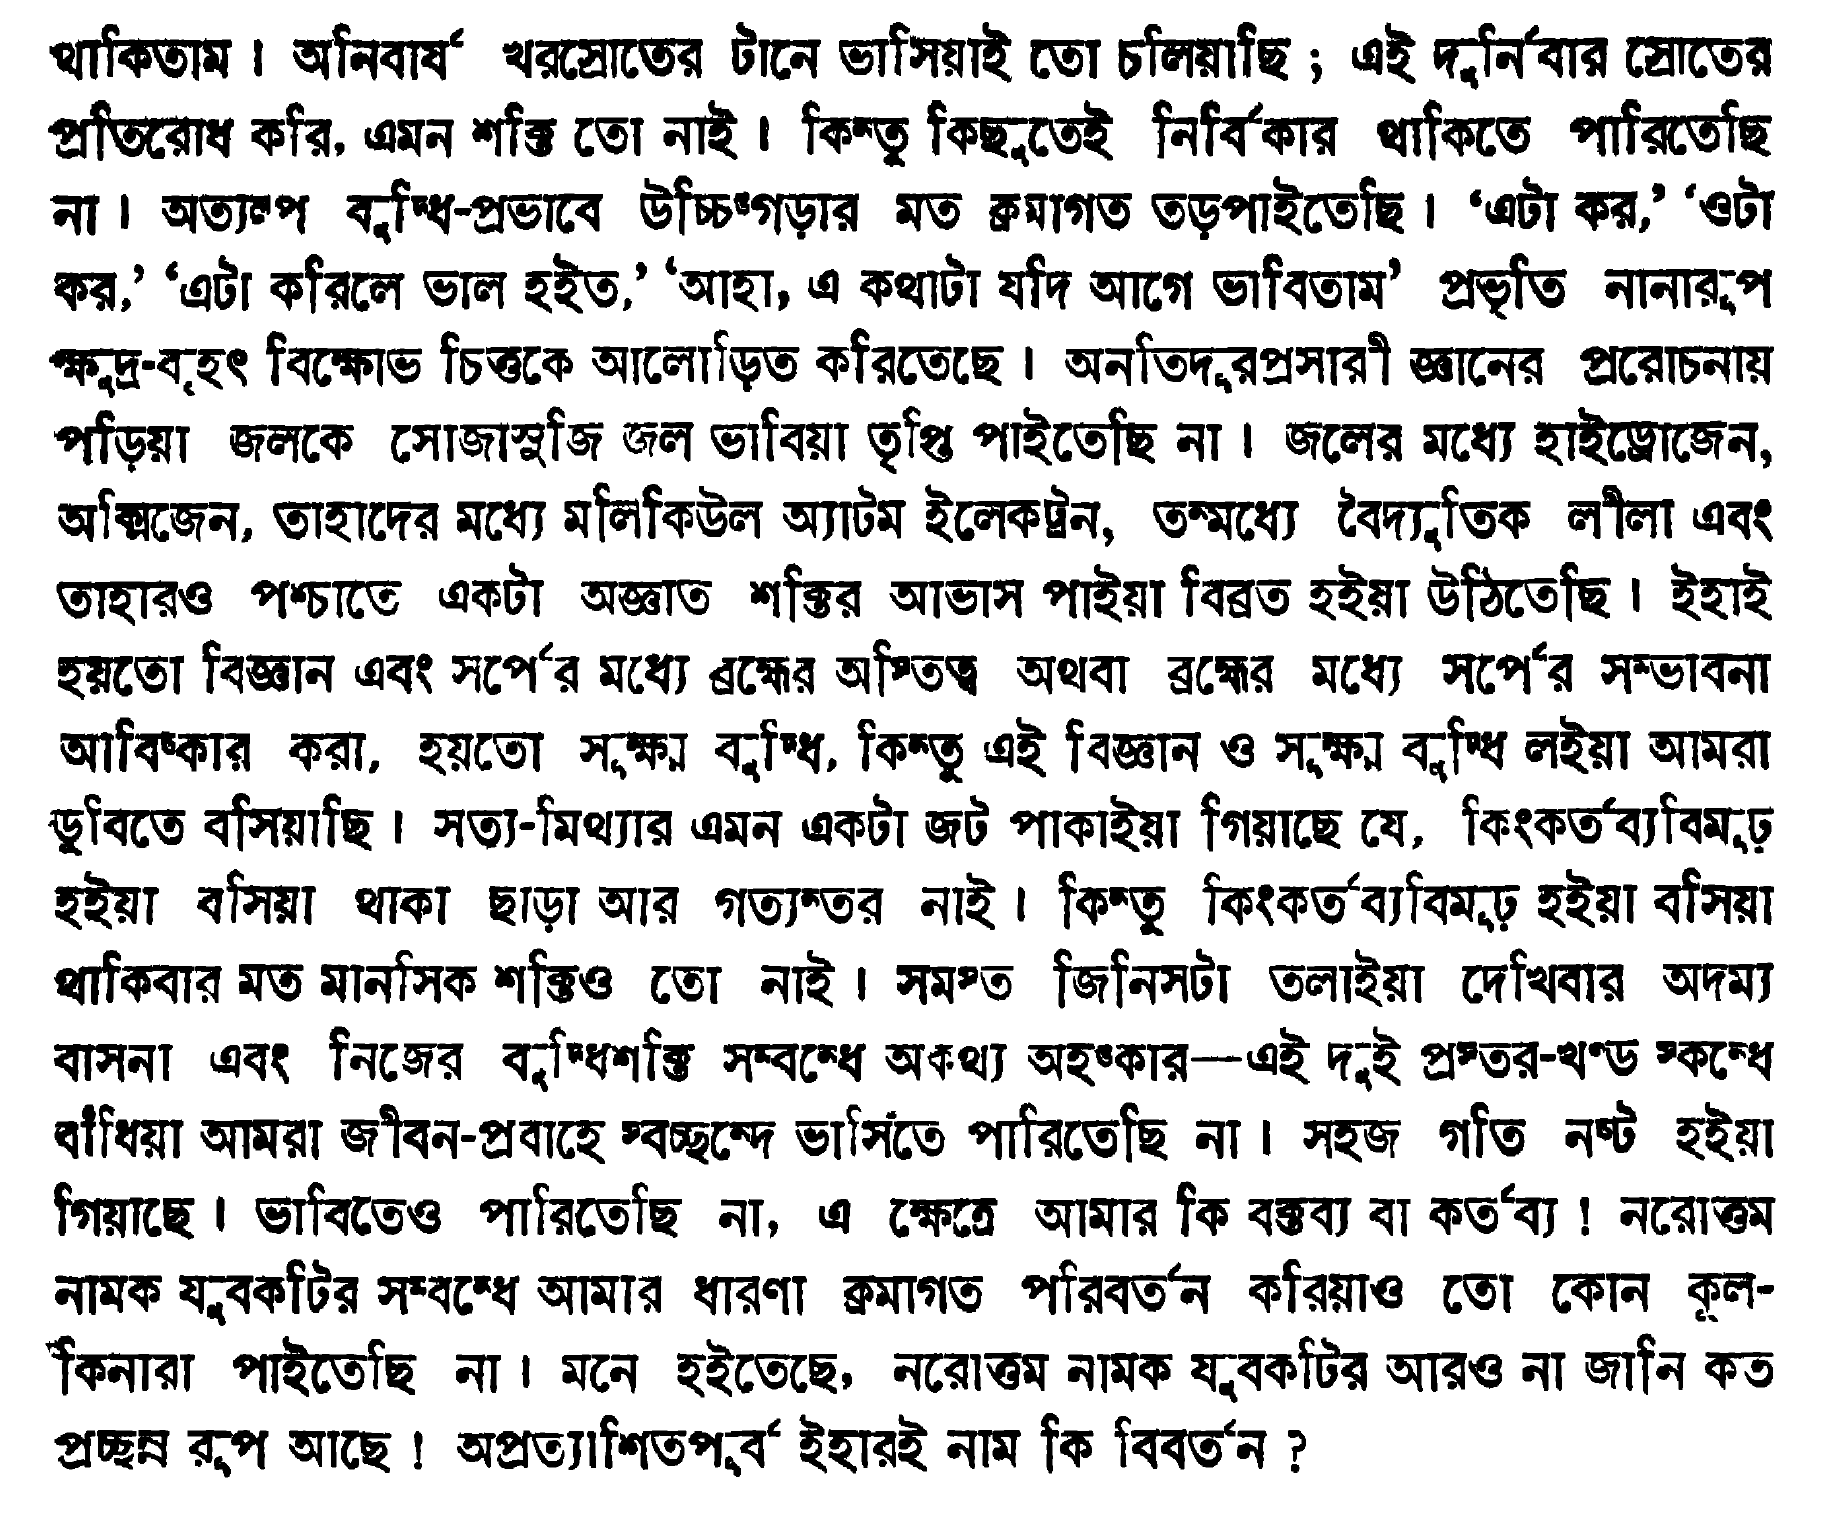 থাকিতাম। অনিবার্য খরস্রোতের টানে ভাসিয়াই তো চলিয়াছি; এই দুর্নিবার স্রোতের
প্রতিরোধ করি, এমন শক্তি তো নাই। কিন্তু কিছুতেই নির্বিকার থাকিতে পারিতেছি
না। অত্যল্প বুদ্ধি-প্রভাবে উচ্চিংগড়ার মত ক্রমাগত তড়পাইতেছি। ‘এটা কর,’ ‘ওটা
কর,’ ‘এটা করিলে ভাল হইত,’ ‘আহা, এ কথাটা যদি আগে ভাবিতাম’ প্রভৃতি নানারূপ
ক্ষুদ্র-বৃহৎ বিক্ষোভ চিত্তকে আলোড়িত করিতেছে। অনতিদূরপ্রসারী জ্ঞানের প্ররোচনায়
পড়িয়া জলকে সোজাসুজি জল ভাবিয়া তৃপ্তি পাইতেছি না। জলের মধ্যে হাইড্রোজেন,
অক্সিজেন, তাহাদের মধ্যে মলিকিউল অ্যাটম ইলেকট্রন, তন্মধ্যে বৈদ্যুতিক লীলা এবং
তাহারও পশ্চাতে একটা অজ্ঞাত শক্তির আভাস পাইয়া বিব্রত হইয়া উঠিতেছি। ইহাই
হয়তো বিজ্ঞান এবং সর্পের মধ্যে ব্রহ্মের অস্তিত্ব অথবা ব্রহ্মের মধ্যে সর্পের সম্ভাবনা
আবিষ্কার করা, হয়তো সূক্ষ্ম বুদ্ধি, কিন্তু এই বিজ্ঞান ও সূক্ষ্ম বুদ্ধি লইয়া আমরা
ডুবিতে বসিয়াছি। সত্য-মিথ্যার এমন একটা জট পাকাইয়া গিয়াছে যে, কিংকর্তব্যবিমূঢ়
হইয়া বসিয়া থাকা ছাড়া আর গত্যন্তর নাই। কিন্তু কিংকর্তব্যবিমূঢ় হইয়া বসিয়া
থাকিবার মত মানসিক শক্তিও তো নাই। সমস্ত জিনিসটা তলাইয়া দেখিবার অদম্য
বাসনা এবং নিজের বুদ্ধিশক্তি সম্বন্ধে অকথ্য অহঙ্কার—এই দুই প্রস্তর-খণ্ড স্কন্ধে
বাঁধিয়া আমরা জীবন-প্রবাহে স্বচ্ছন্দে ভাসিতে পারিতেছি না। সহজ গতি নষ্ট হইয়া
গিয়াছে। ভাবিতেও পারিতেছি না, এ ক্ষেত্রে আমার কি বক্তব্য বা কর্তব্য! নরোত্তম
নামক যুবকটির সম্বন্ধে আমার ধারণা ক্রমাগত পরিবর্তন করিয়াও তো কোন কূল-
কিনারা পাইতেছি না। মনে হইতেছে, নরোত্তম নামক যুবকটির আরও না জানি কত
প্রচ্ছন্ন রূপ আছে! অপ্রত্যাশিতপূর্ব ইহারই নাম কি বিবর্তন?